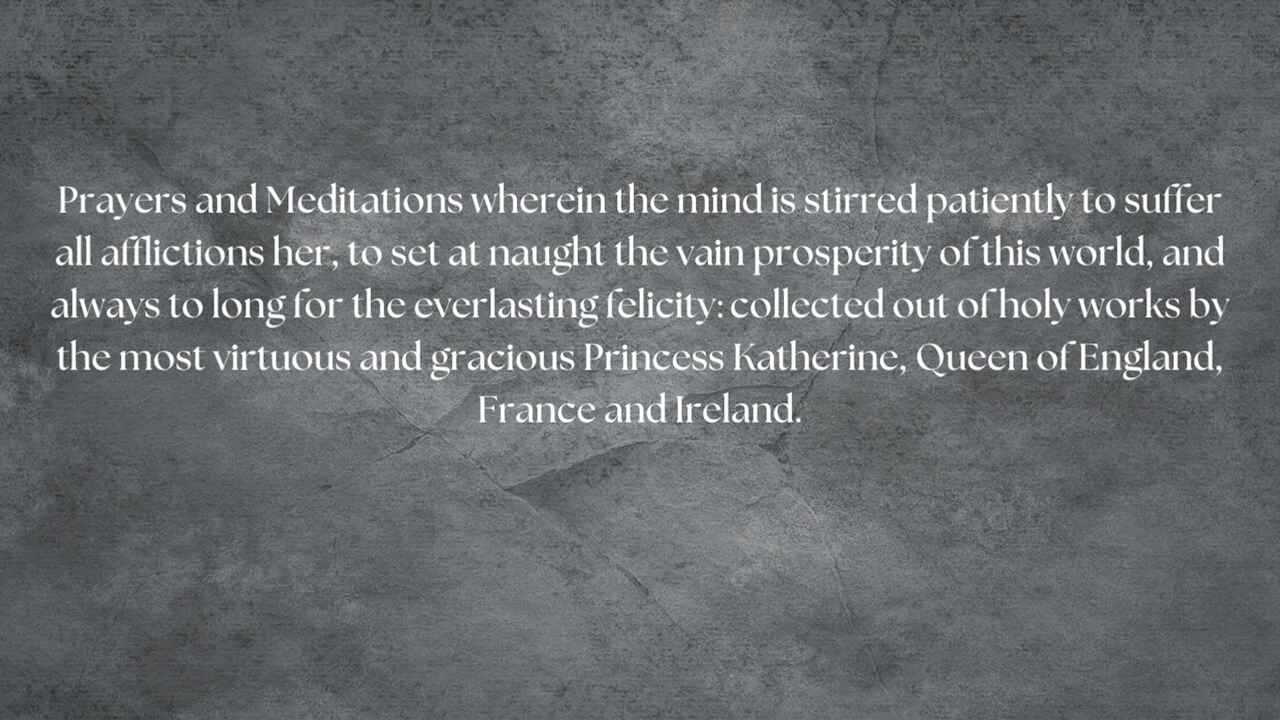 Prayers and Meditations wherein the mind is stirred patiently to suffer
all afflictions her, to set at naught the vain prosperity of this world, and
always to long for the everlasting felicity: collected out of holy works by
the most virtuous and gracious Princess Katherine, Queen of England,
France and Ireland.